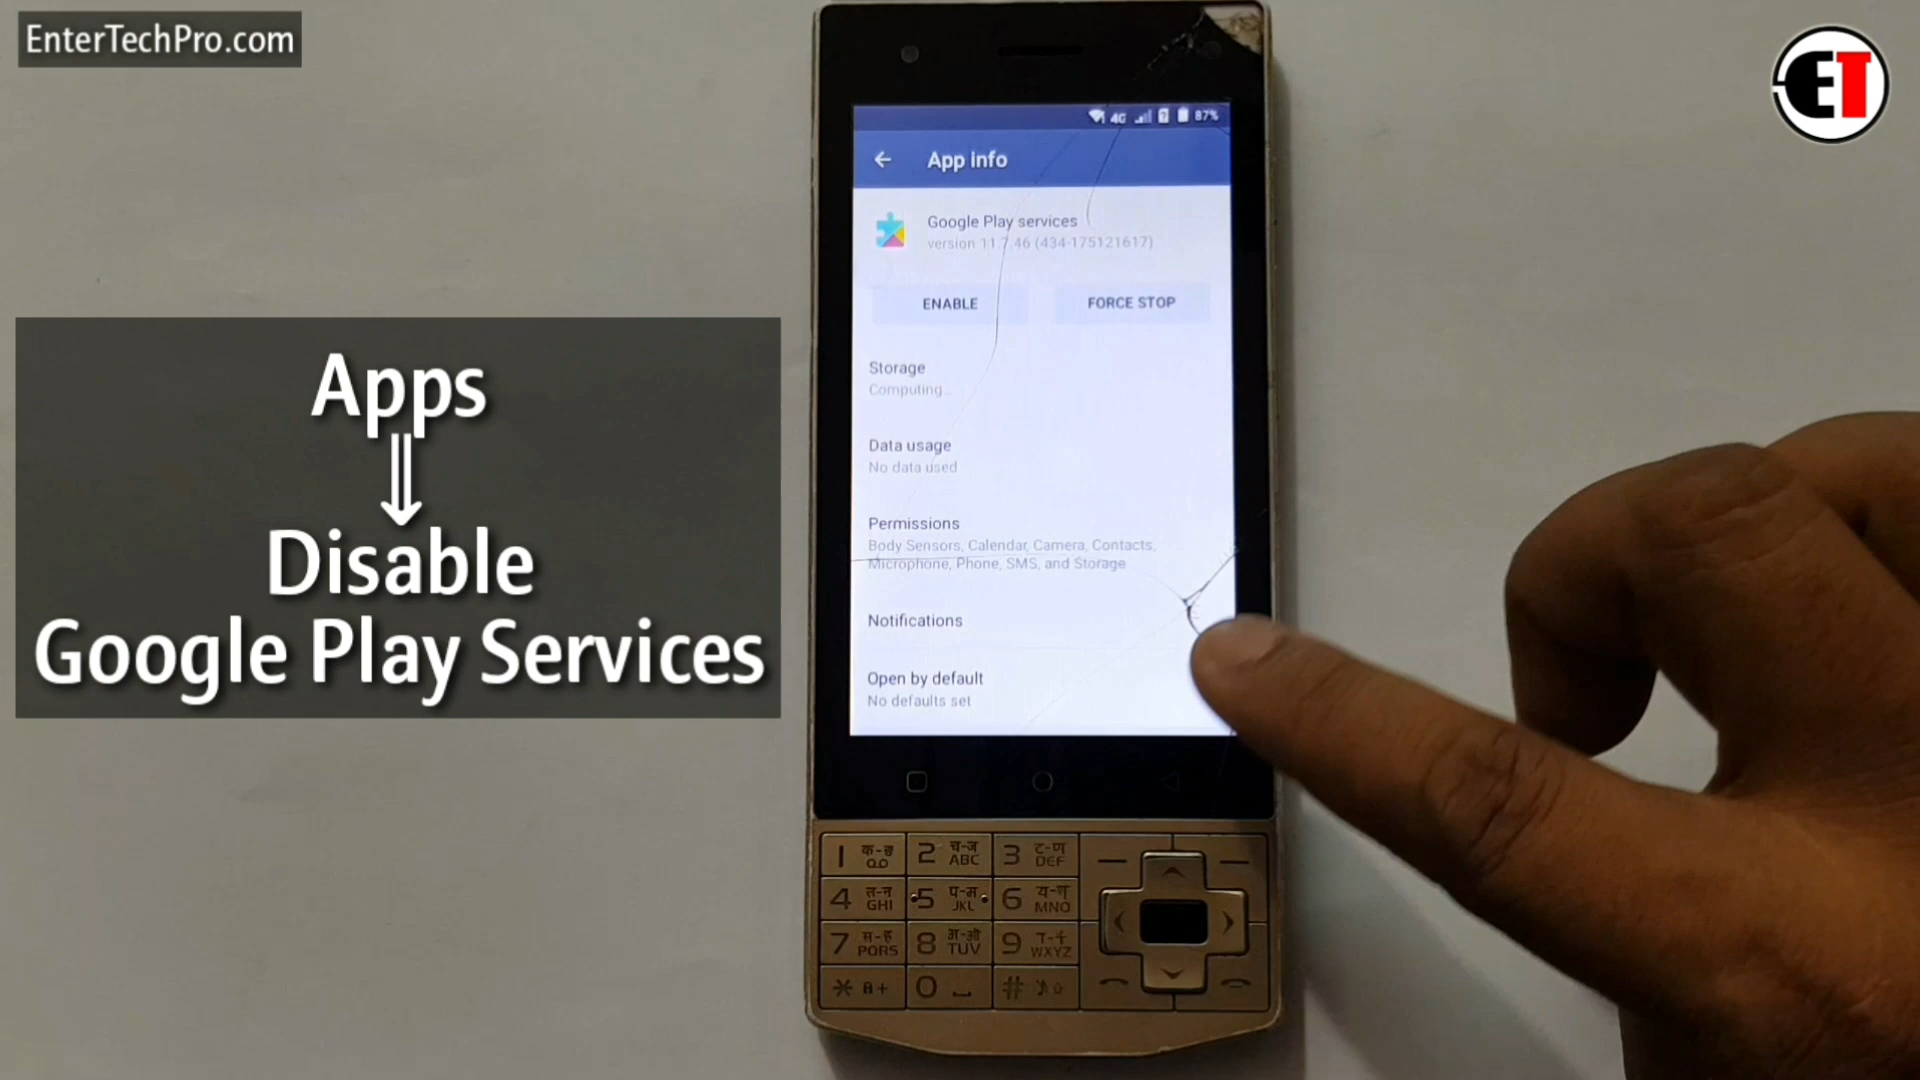 EnterTechPro.com
ET
4G 87%
App info
Google Play services
version 11.7.46 (434-175121617)
ENABLE FORCE STOP
Storage
Computing...
Data usage
No data used
Permissions
Body Sensors, Calendar, Camera, Contacts,
Microphone, Phone, SMS, and Storage
Notifications
Open by default
No defaults set
Apps
⇓
Disable
Google Play Services
1 क-ङ
2 च-ञ ABC
3 ट-ण DEF
4 त-न GHI
5 प-म JKL
6 य-ज्ञ MNO
7 स-ह PQRS
8 अ-ओ TUV
9 WXYZ
* +
0
#